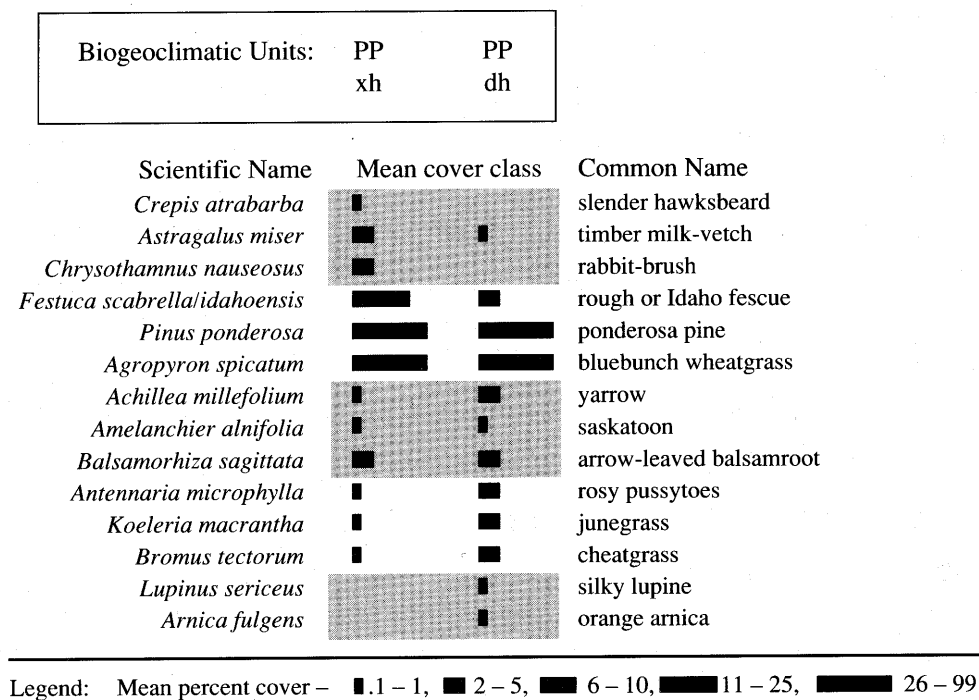 Biogeoclimatic Units: PP PP
xh dh
Scientific Name Mean cover class Common Name
Crepis atrabarba slender hawksbeard
Astragalus miser timber milk-vetch
Chrysothamnus nauseosus rabbit-brush
Festuca scabrella/idahoensis rough or Idaho fescue
Pinus ponderosa ponderosa pine
Agropyron spicatum bluebunch wheatgrass
Achillea millefolium yarrow
Amelanchier alnifolia saskatoon
Balsamorhiza sagittata arrow-leaved balsamroot
Antennaria microphylla rosy pussytoes
Koeleria macrantha junegrass
Bromus tectorum cheatgrass
Lupinus sericeus silky lupine
Arnica fulgens orange arnica
Legend: Mean percent cover – .1 – 1, 2 – 5, 6 – 10, 11 – 25, 26 – 99